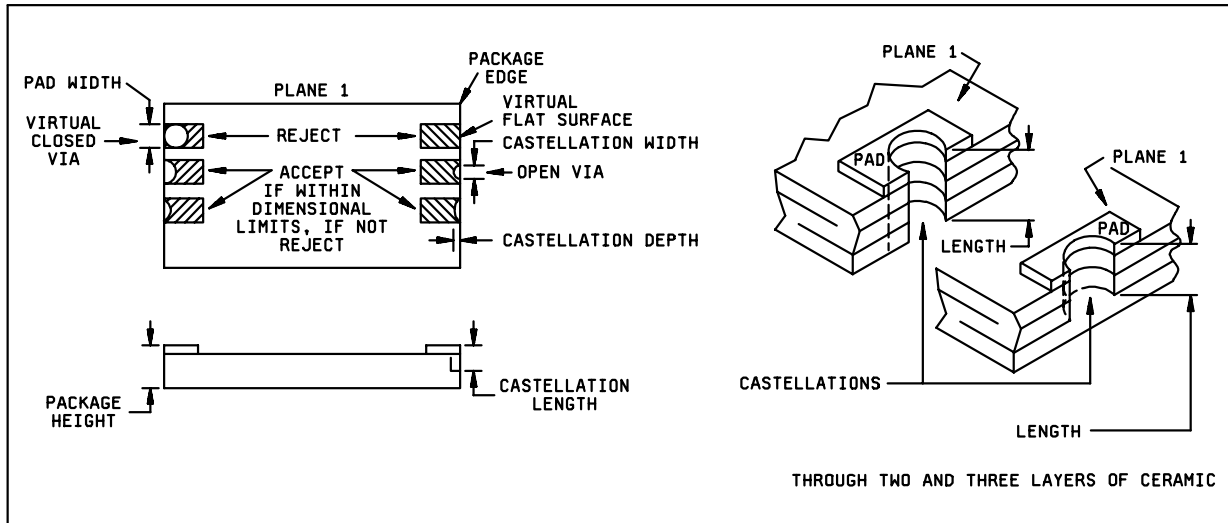 PAD WIDTH
PLANE 1
PACKAGE
EDGE
VIRTUAL
CLOSED
VIA
REJECT
VIRTUAL
FLAT SURFACE
CASTELLATION WIDTH
OPEN VIA
ACCEPT
IF WITHIN
DIMENSIONAL
LIMITS, IF NOT
REJECT
CASTELLATION DEPTH
PACKAGE
HEIGHT
CASTELLATION
LENGTH
PLANE 1
PAD
LENGTH
PLANE 1
PAD
CASTELLATIONS
LENGTH
THROUGH TWO AND THREE LAYERS OF CERAMIC